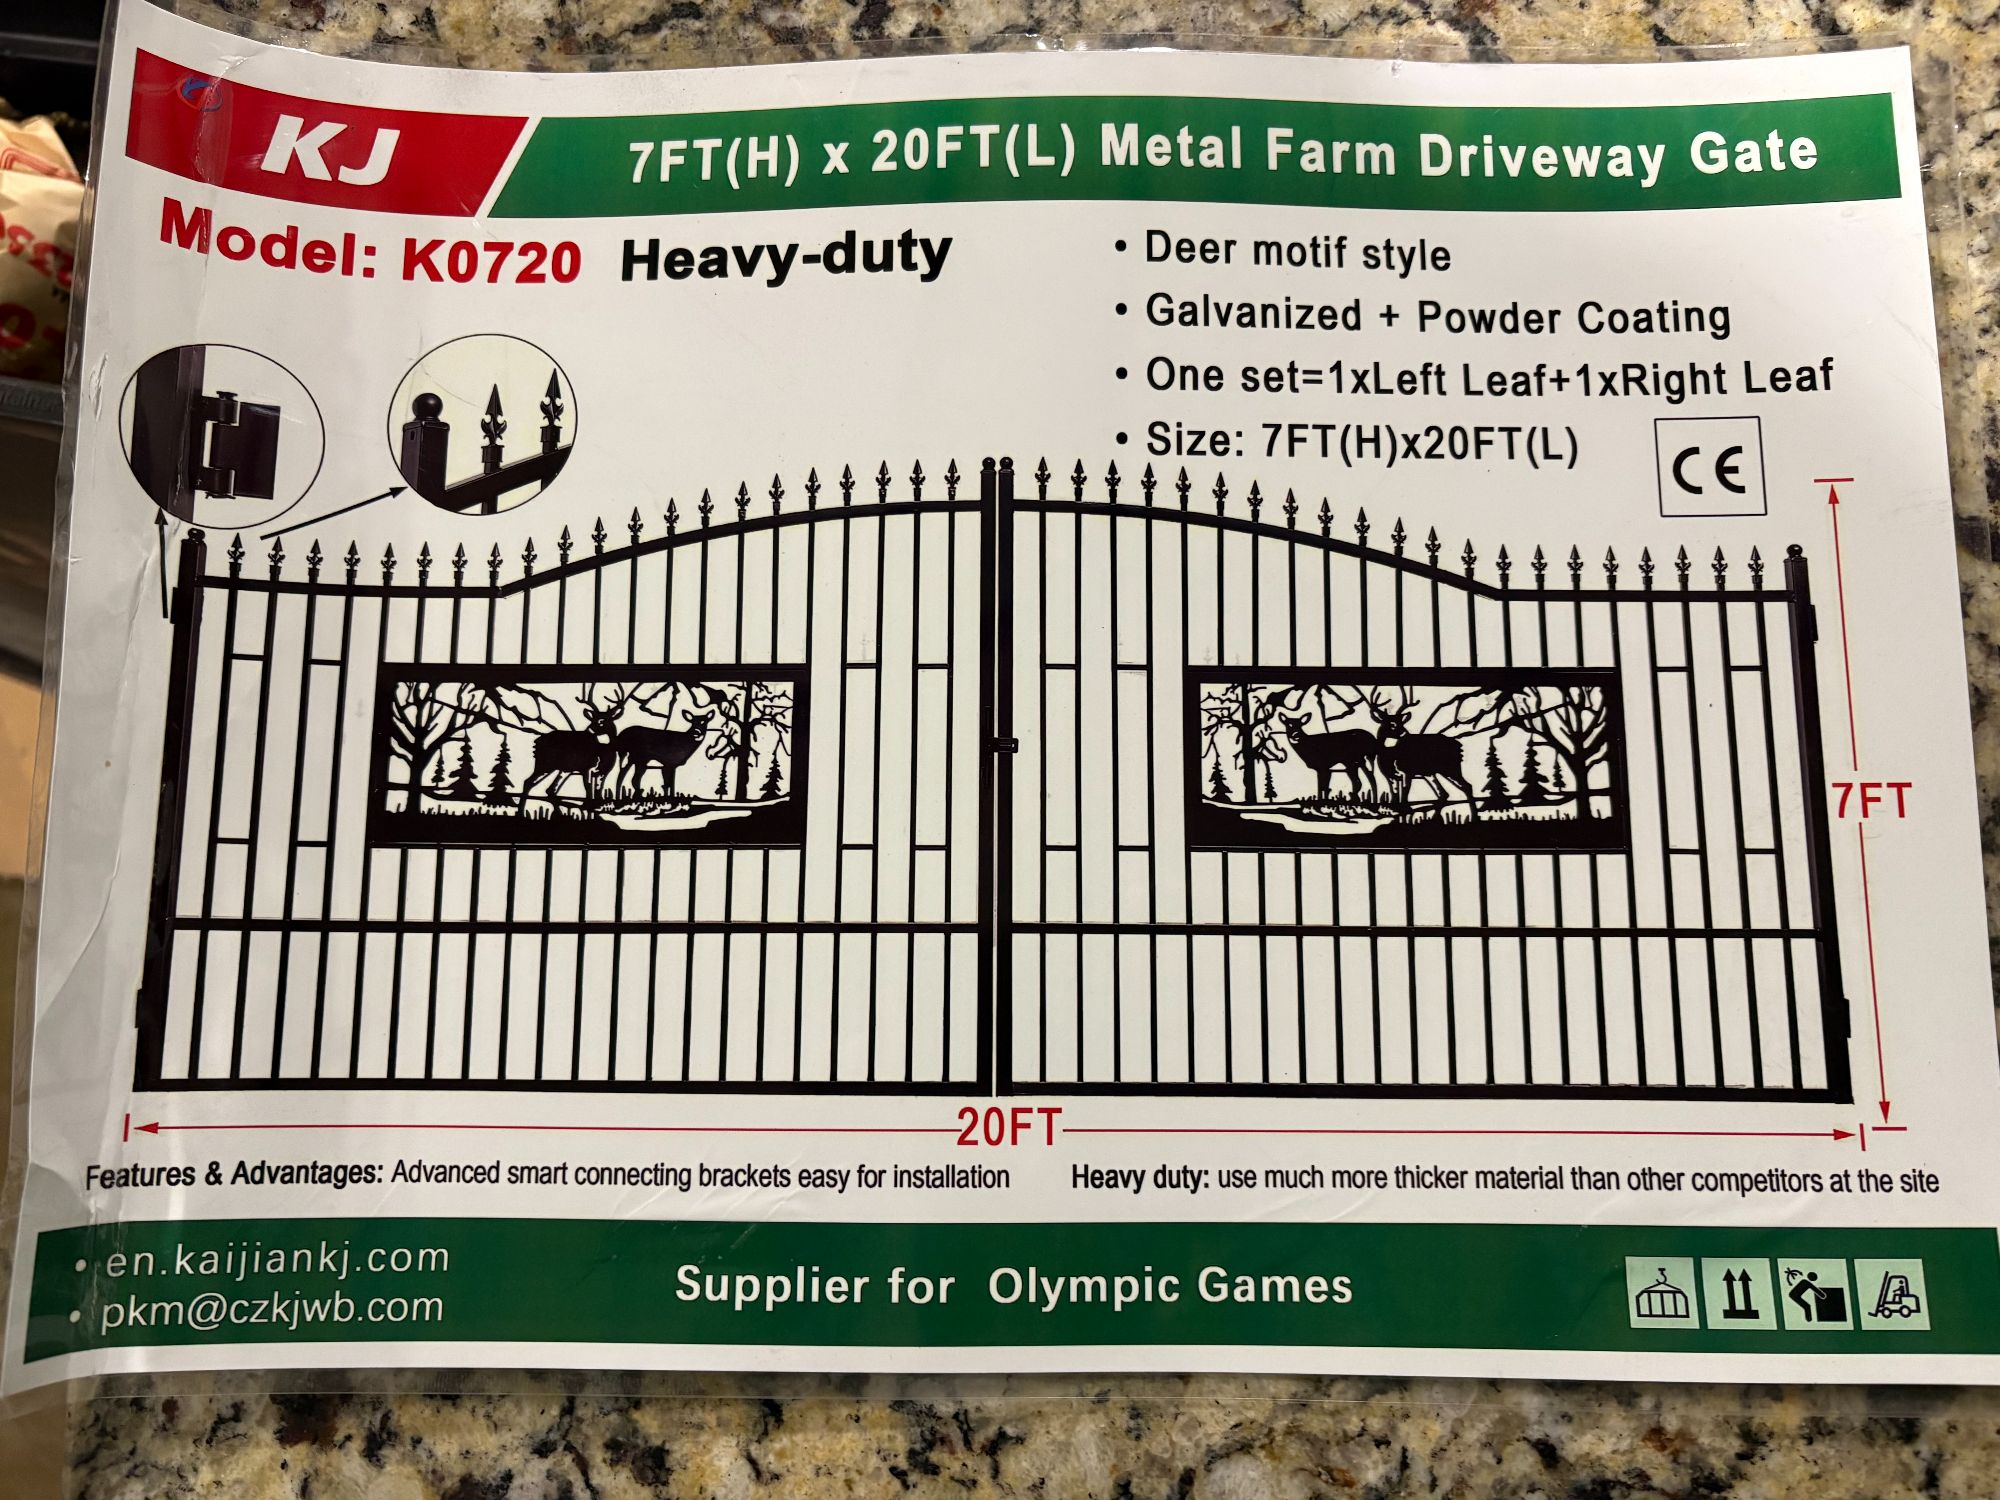 KJ
7FT(H) x 20FT(L) Metal Farm Driveway Gate
Model: K0720 Heavy-duty
• Deer motif style
• Galvanized + Powder Coating
• One set=1xLeft Leaf+1xRight Leaf
• Size: 7FT(H)x20FT(L)
CE
7FT
20FT
Features & Advantages: Advanced smart connecting brackets easy for installation
Heavy duty: use much more thicker material than other competitors at the site
• en.kaijiankj.com
• pkm@czkjwb.com
Supplier for Olympic Games